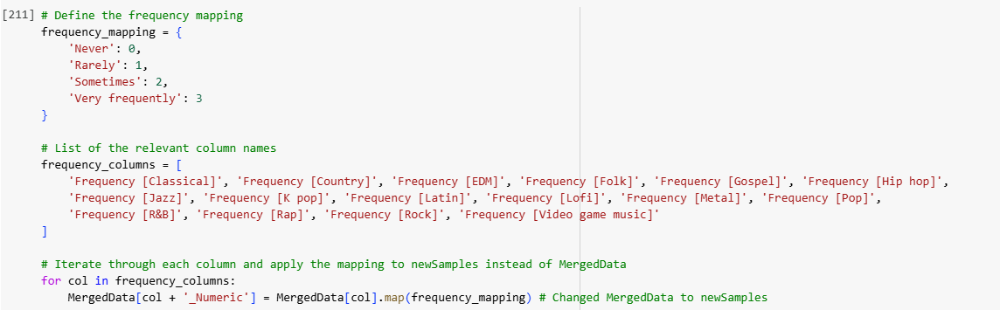 [211] # Define the frequency mapping
frequency_mapping = {
    'Never': 0,
    'Rarely': 1,
    'Sometimes': 2,
    'Very frequently': 3
}

# List of the relevant column names
frequency_columns = [
    'Frequency [Classical]', 'Frequency [Country]', 'Frequency [EDM]', 'Frequency [Folk]', 'Frequency [Gospel]', 'Frequency [Hip hop]',
    'Frequency [Jazz]', 'Frequency [K pop]', 'Frequency [Latin]', 'Frequency [Lofi]', 'Frequency [Metal]', 'Frequency [Pop]',
    'Frequency [R&B]', 'Frequency [Rap]', 'Frequency [Rock]', 'Frequency [Video game music]'
]

# Iterate through each column and apply the mapping to newSamples instead of MergedData
for col in frequency_columns:
    MergedData[col + '_Numeric'] = MergedData[col].map(frequency_mapping) # Changed MergedData to newSamples